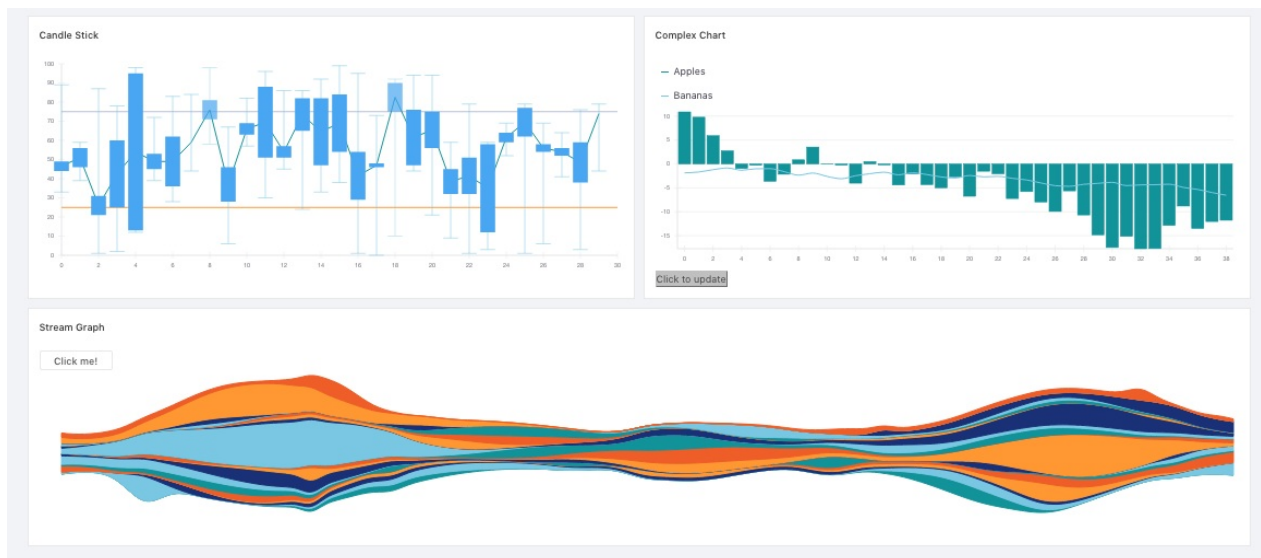 Candle Stick
100
90
80
70
60
50
40
30
20
10
0
0 2 4 6 8 10 12 14 16 18 20 22 24 26 28 30
Complex Chart
Apples
Bananas
10
5
0
-5
-10
-15
0 2 4 6 8 10 12 14 16 18 20 22 24 26 28 30 32 34 36 38
Click to update
Stream Graph
Click me!